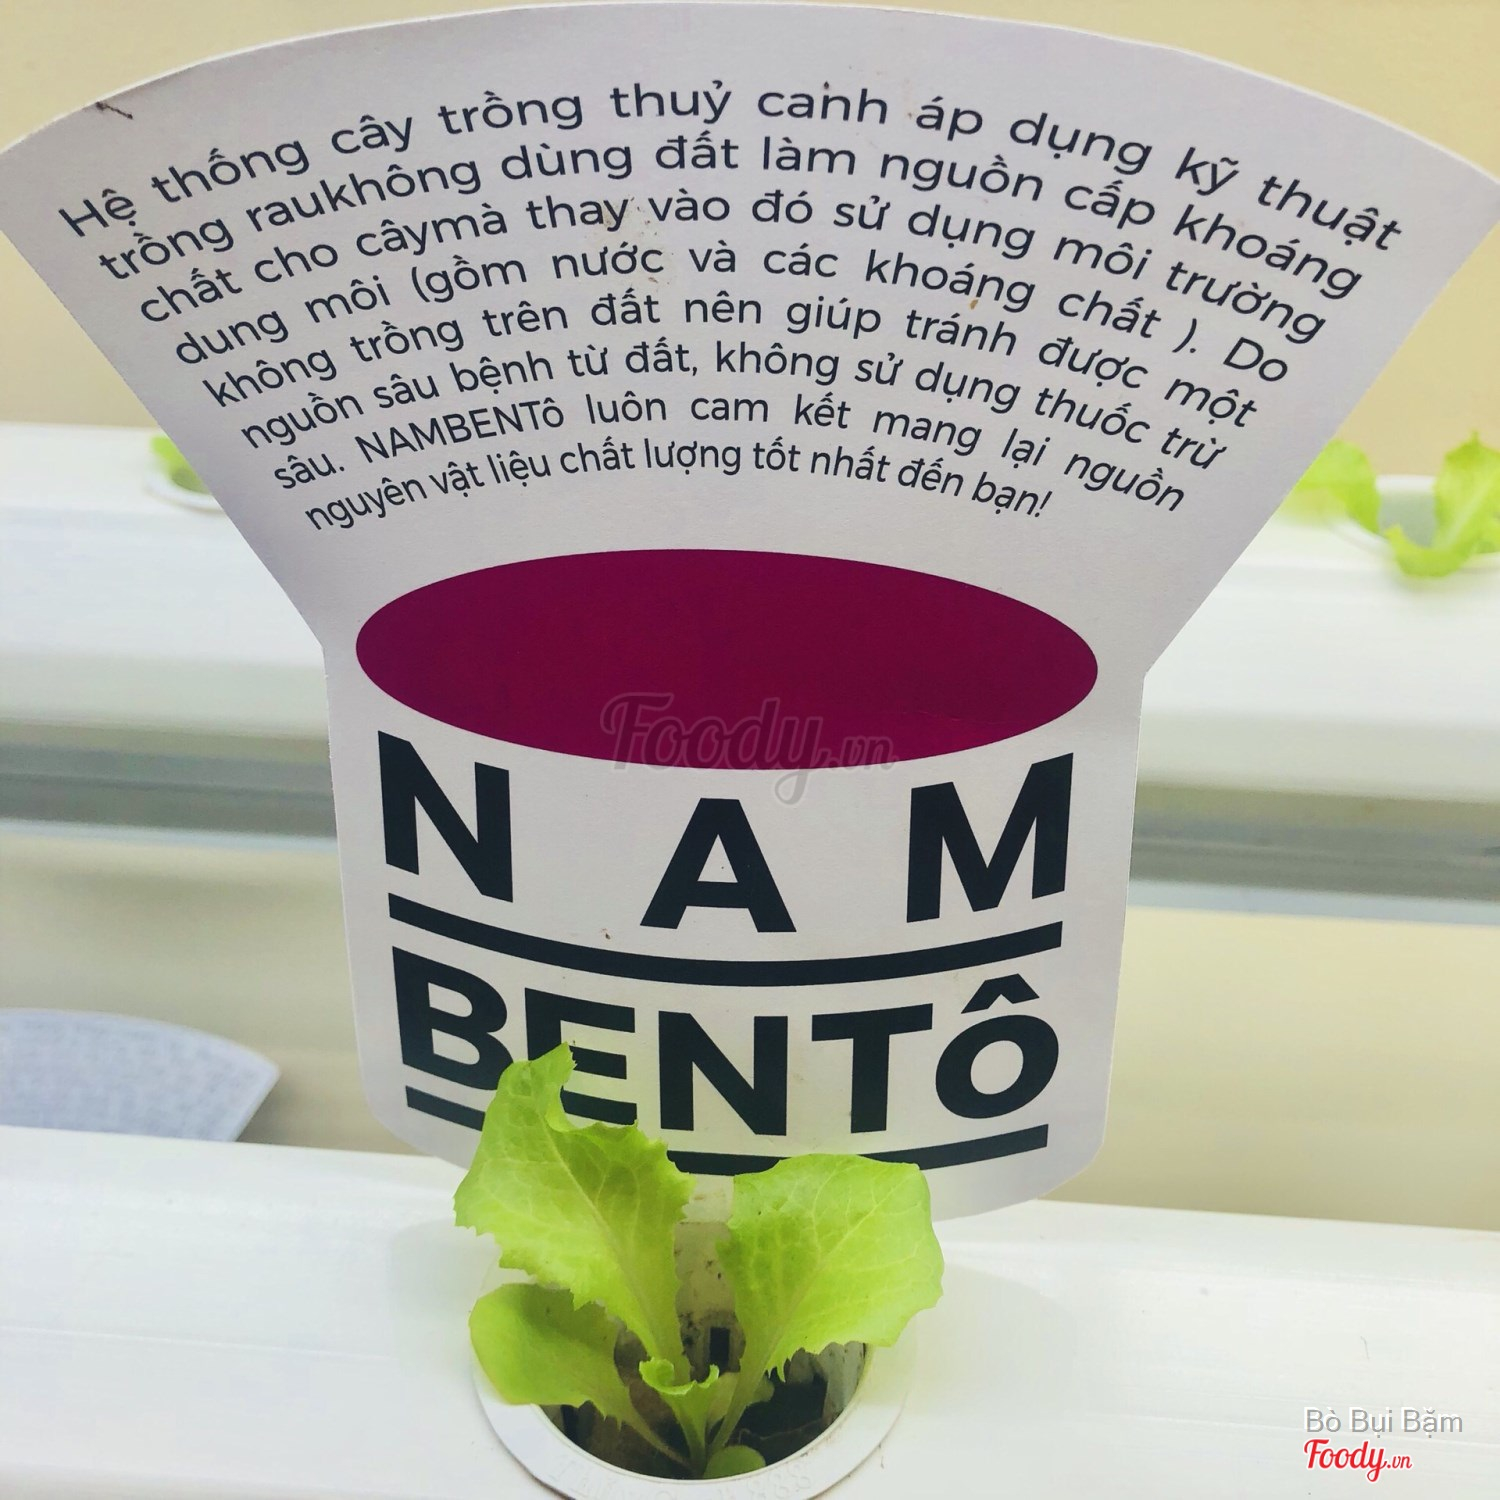 Hệ thống cây trồng thuỷ canh áp dụng kỹ thuật
trồng raukhông dùng đất làm nguồn cấp khoáng
chất cho câymà thay vào đó sử dụng môi trường
dung môi (gồm nước và các khoáng chất ). Do
không trồng trên đất nên giúp tránh được một
nguồn sâu bệnh từ đất, không sử dụng thuốc trừ
sâu. NAMBENTô luôn cam kết mang lại nguồn
nguyên vật liệu chất lượng tốt nhất đến bạn!
Foody.vn
NAM
BENTÔ
Bò Bụi Bặm
Foody.vn